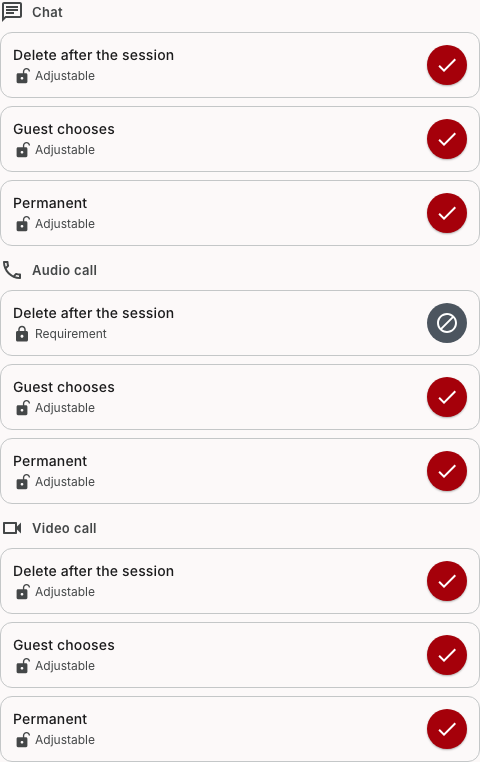 Chat
Delete after the session
Adjustable
Guest chooses
Adjustable
Permanent
Adjustable
Audio call
Delete after the session
Requirement
Guest chooses
Adjustable
Permanent
Adjustable
Video call
Delete after the session
Adjustable
Guest chooses
Adjustable
Permanent
Adjustable